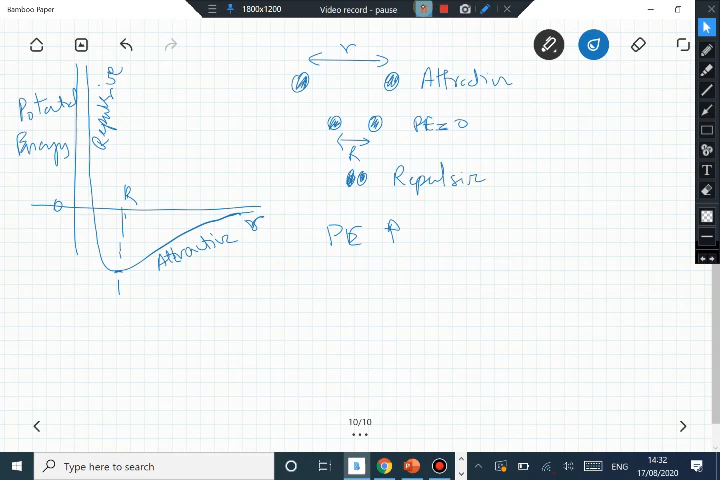 Bamboo Paper
1800x1200
Video record - pause
r
Attraction
Potential
Energy
Repulsive
PE=0
R
Repulsive
R
0
Attractive
r
PE ↑
T
10/10
Type here to search
ENG
14:32
17/08/2020